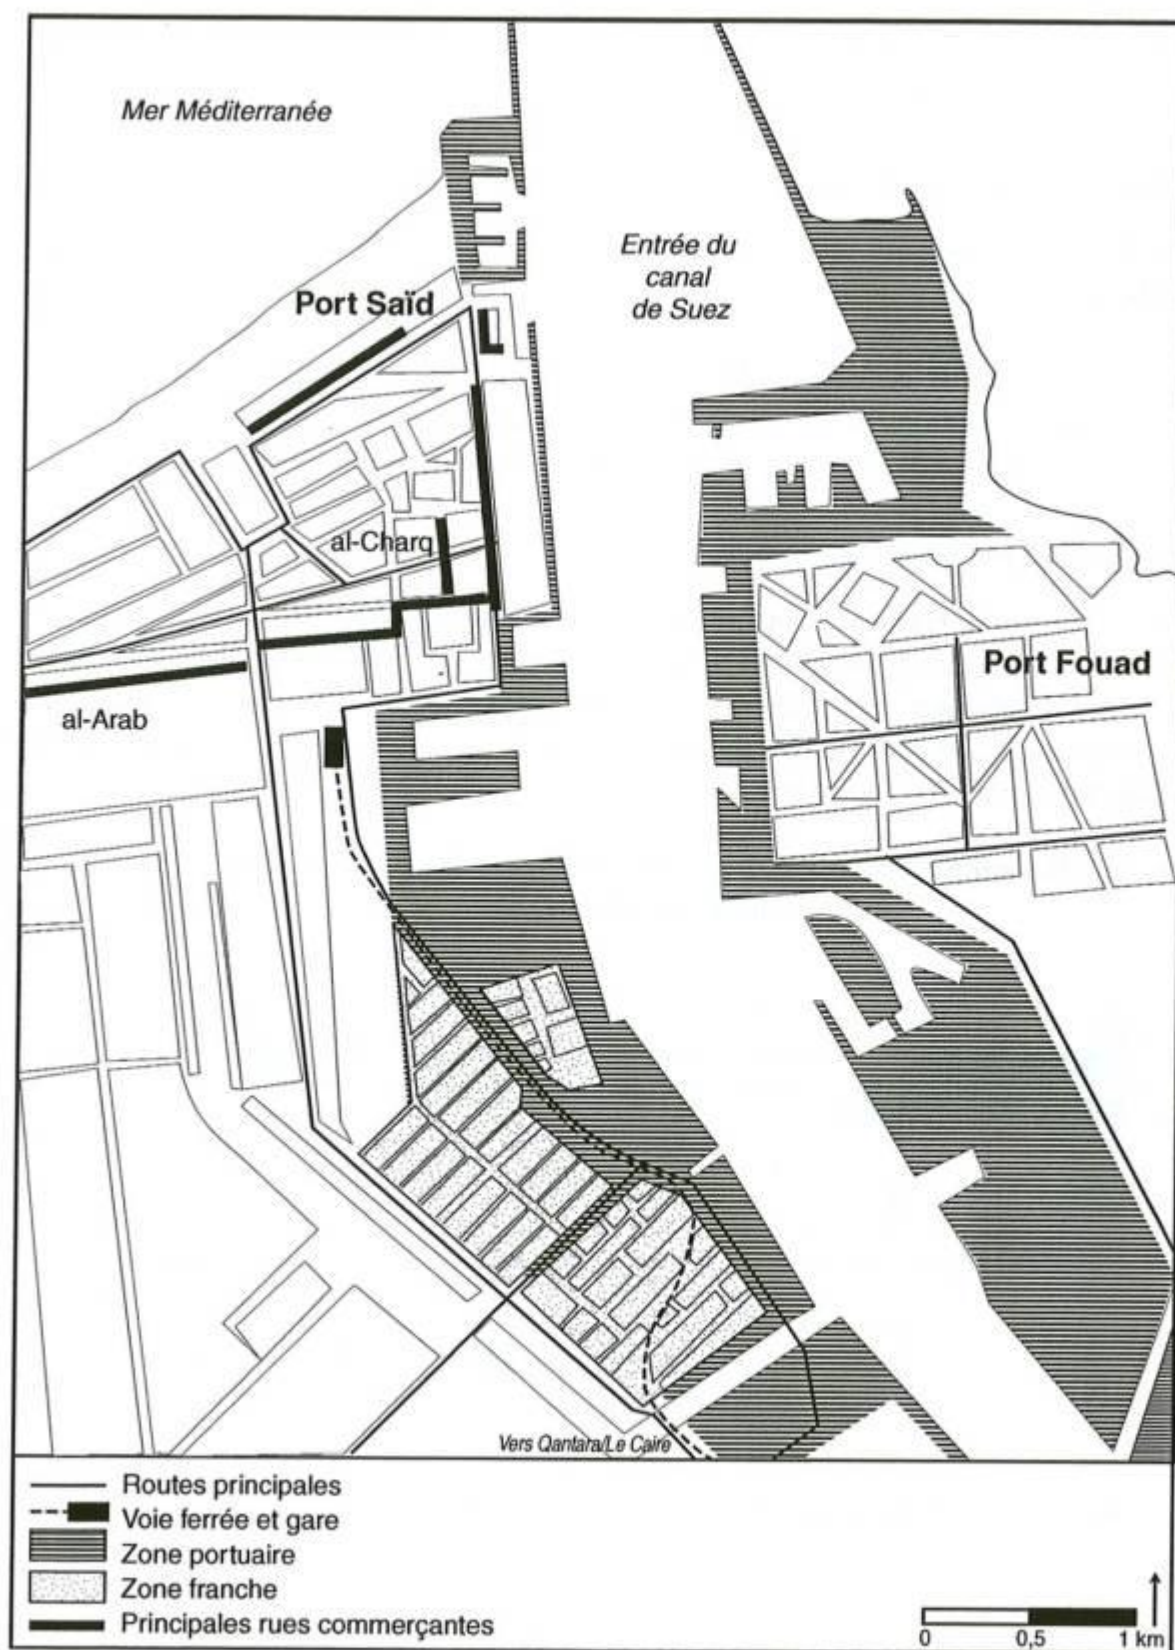 Mer Méditerranée
Entrée du
canal
de Suez
Port Saïd
al-Charq
Port Fouad
al-Arab
Vers Qantara/Le Caire
Routes principales
Voie ferrée et gare
Zone portuaire
Zone franche
Principales rues commerçantes
0 0,5 1 km